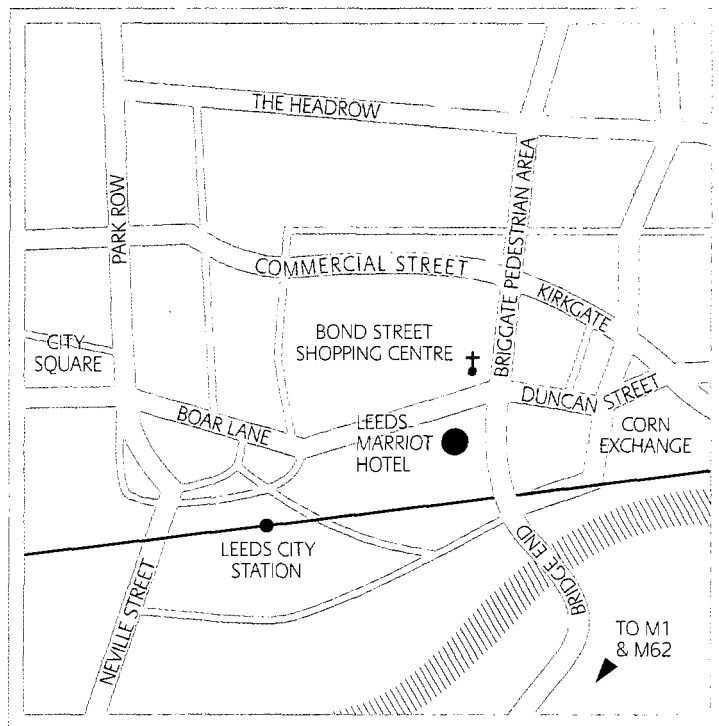 THE HEADROW
PARK ROW
BRIGGATE PEDESTRIAN AREA
COMMERCIAL STREET
KIRKGATE
CITY
SQUARE
BOND STREET
SHOPPING CENTRE
DUNCAN STREET
BOAR LANE
LEEDS
MARRIOT
HOTEL
CORN
EXCHANGE
LEEDS CITY
STATION
NEVILLE STREET
BRIDGE END
TO M1
& M62